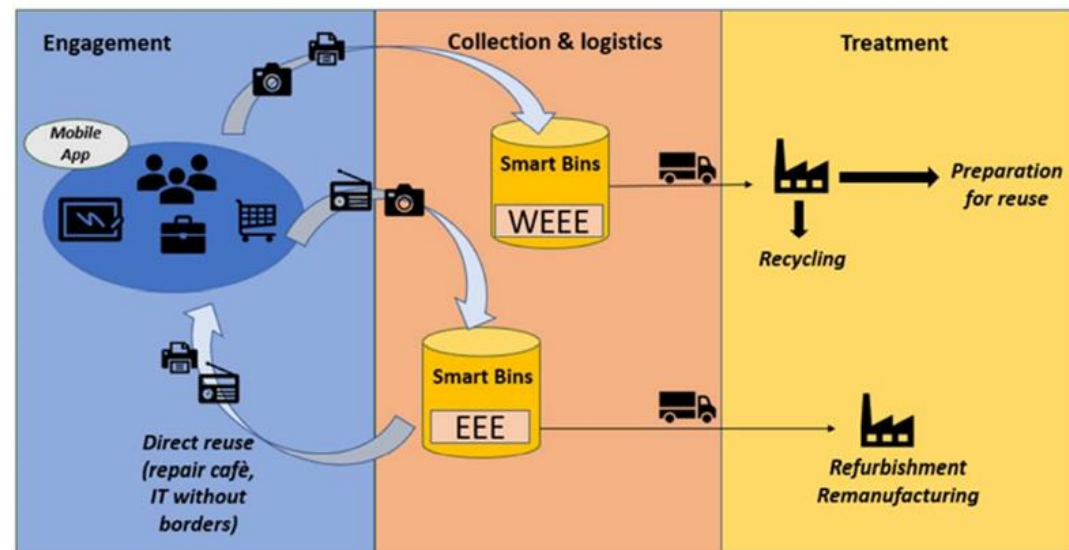 Engagement
Collection & logistics
Treatment
Mobile
App
Smart Bins
WEEE
Preparation
for reuse
Recycling
Smart Bins
EEE
Direct reuse
(repair cafè,
IT without
borders)
Refurbishment
Remanufacturing